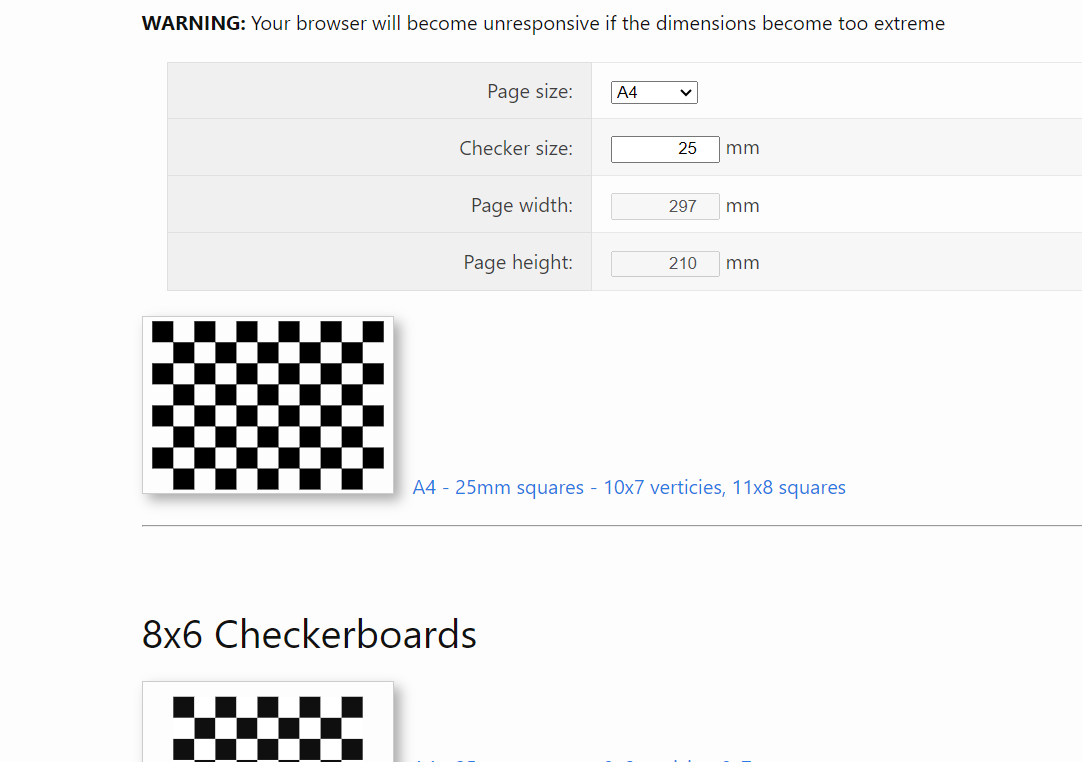 WARNING: Your browser will become unresponsive if the dimensions become too extreme
Page size: A4
Checker size: 25 mm
Page width: 297 mm
Page height: 210 mm
A4 - 25mm squares - 10x7 verticies, 11x8 squares
8x6 Checkerboards